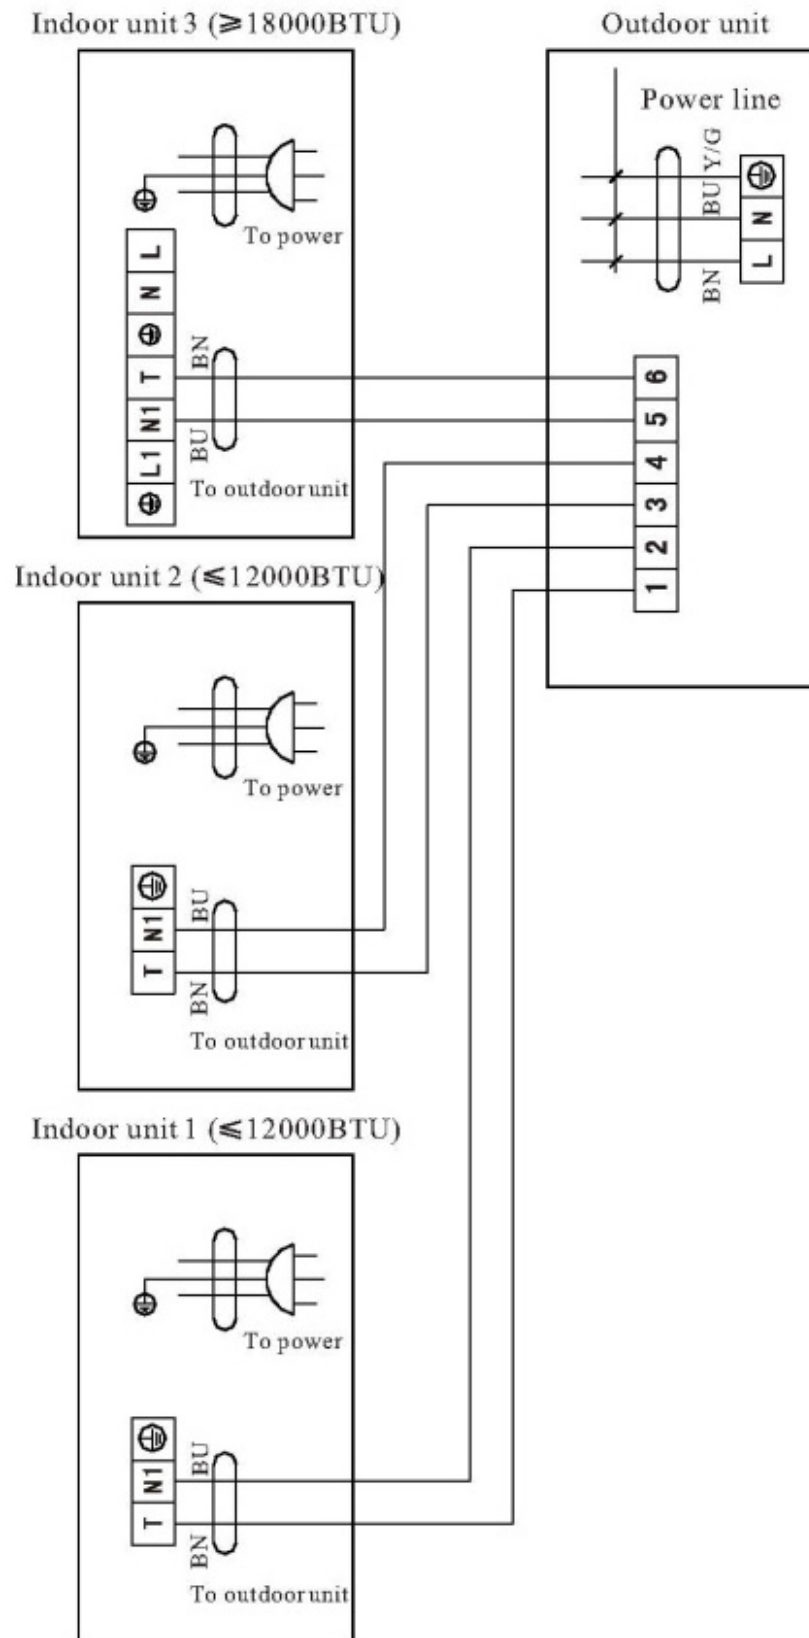 Indoor unit 3 (≥18000BTU)
To power
L
N
T
N1
L1
BN
BU
To outdoor unit
Outdoor unit
Power line
Y/G
BU
BN
N
L
6
5
4
3
2
1
Indoor unit 2 (≤12000BTU)
To power
N1
T
BU
BN
To outdoor unit
Indoor unit 1 (≤12000BTU)
To power
N1
T
BU
BN
To outdoor unit